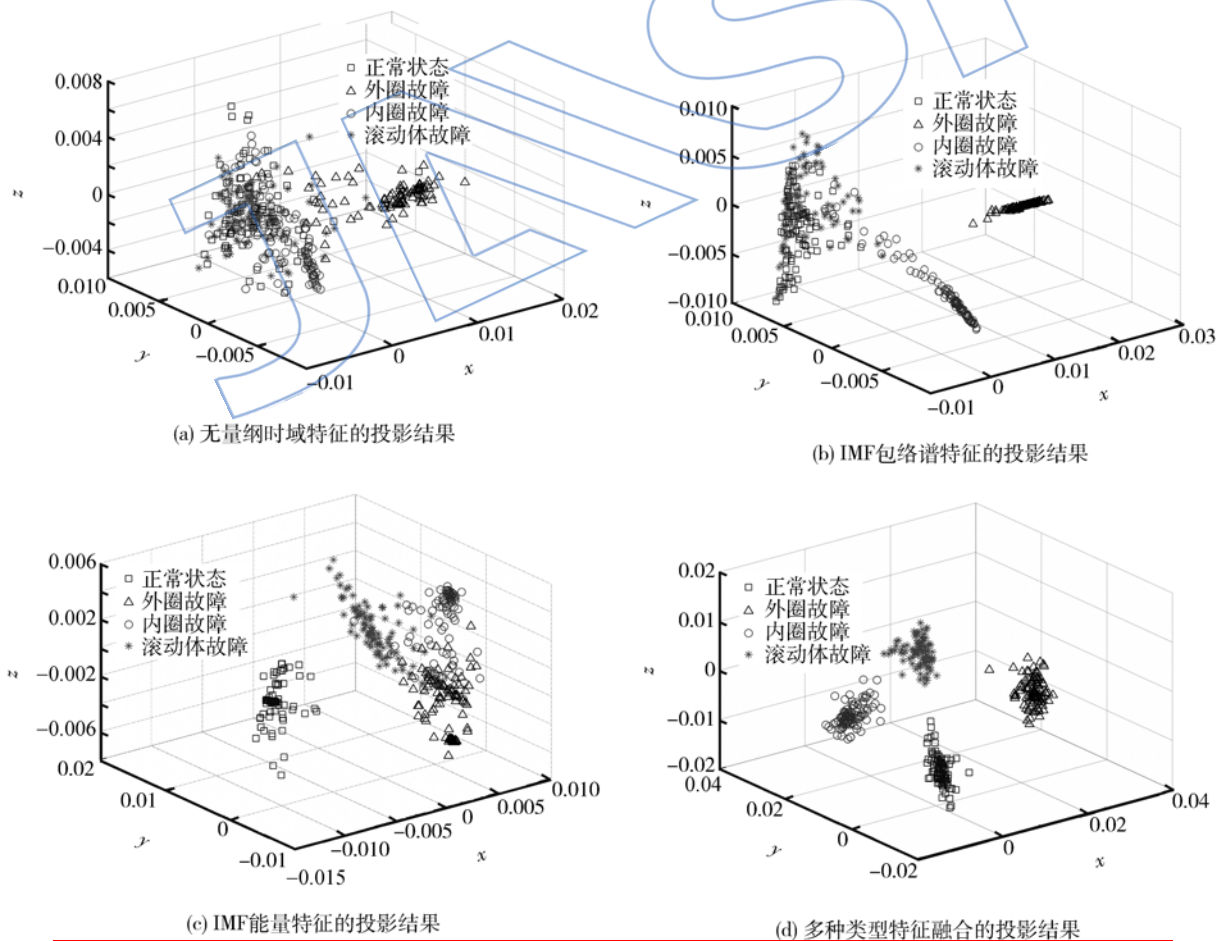 0.008
0.004
0
−0.004
z
0.010
0.005
0
−0.005
y
−0.01
0
0.01
0.02
x
正常状态
外圈故障
内圈故障
滚动体故障
(a) 无量纲时域特征的投影结果
0.010
0.005
0
−0.005
−0.010
z
0.010
0.005
0
−0.005
y
−0.01
0
0.01
0.02
0.03
x
正常状态
外圈故障
内圈故障
滚动体故障
(b) IMF包络谱特征的投影结果
0.006
0.002
−0.002
−0.006
z
0.02
0.01
0
−0.01
y
−0.015
−0.010
−0.005
0
0.005
0.010
x
正常状态
外圈故障
内圈故障
滚动体故障
(c) IMF能量特征的投影结果
0.02
0.01
0
−0.01
−0.02
z
0.04
0.02
0
−0.02
y
0
0.02
0.04
x
正常状态
外圈故障
内圈故障
滚动体故障
(d) 多种类型特征融合的投影结果